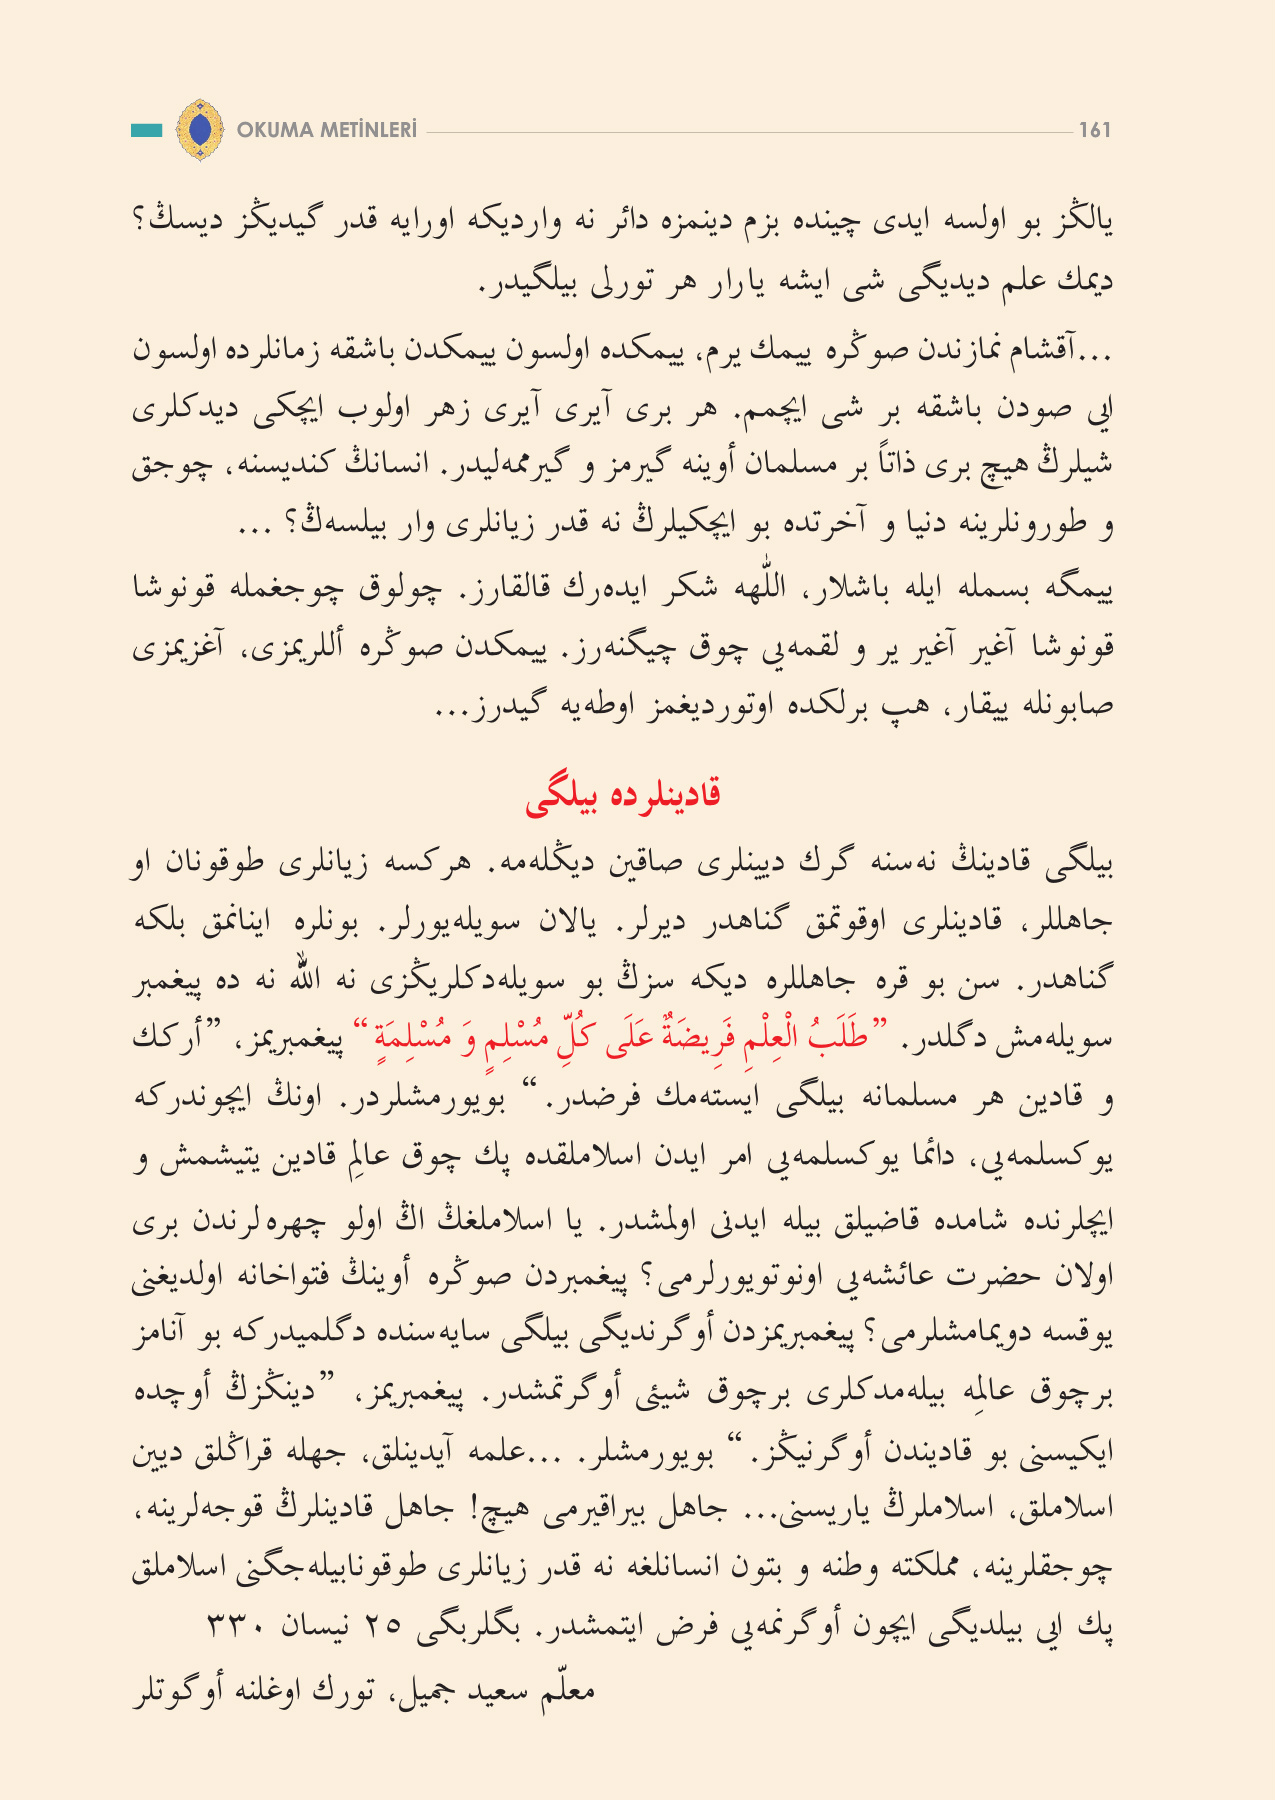 OKUMA METİNLERİ 161
يالڭز بو اولسه ايدى چينده بزم دينمزه دائر نه وارديكه اورايه قدر گيديڭز ديسڭ؟
ديمك علم ديديگى شى ايشه يارار هر تورلى بيلگيدر.
...آقشام نمازندن صوڭره ييمك يرم، ييمكده اولسون ييمكدن باشقه زمانلرده اولسون
ايي صودن باشقه بر شى ايچمم. هر برى آيرى آيرى زهر اولوب ايچكى ديدكلرى
شيلرڭ هيچ برى ذاتاً بر مسلمان أوينه گيرمز و گيرممه‌ليدر. انسانڭ كنديسنه، چوجق
و طورونلرينه دنيا و آخرتده بو ايچكيلرڭ نه قدر زيانلرى وار بيلسه‌ڭ؟ ...
ييمگه بسمله ايله باشلار، اللّٰهه شكر ايده‌رك قالقارز. چولوق چوجغمله قونوشا
قونوشا آغير آغير ير و لقمه‌يي چوق چيگنه‌رز. ييمكدن صوڭره أللريمزى، آغزيمزى
صابونله ييقار، هپ برلكده اوتورديغمز اوطه‌يه گيدرز...
قادينلرده بيلگى
بيلگى قادينڭ نه‌سنه گرك ديينلرى صاقين ديڭله‌مه. هركسه زيانلرى طوقونان او
جاهللر، قادينلرى اوقوتمق گناهدر ديرلر. يالان سويله‌يورلر. بونلره اينانمق بلكه
گناهدر. سن بو قره جاهللره ديكه سزڭ بو سويله‌دكلريڭزى نه الله نه ده پيغمبر
سويله‌مش دگلدر. ”طَلَبُ الْعِلْمِ فَرِيضَةٌ عَلَى كُلِّ مُسْلِمٍ وَ مُسْلِمَةٍ“ پيغمبريمز، ”أركك
و قادين هر مسلمانه بيلگى ايسته‌مك فرضدر.“ بويورمشلردر. اونڭ ايچوندركه
يوكسلمه‌يي، دائما يوكسلمه‌يي امر ايدن اسلاملقده پك چوق عالِم قادين يتيشمش و
ايچلرنده شامده قاضيلق بيله ايدنى اولمشدر. يا اسلاملغڭ اڭ اولو چهره‌لرندن برى
اولان حضرت عائشه‌يي اونوتويورلرمى؟ پيغمبردن صوڭره أوينڭ فتواخانه اولديغنى
يوقسه دويمامشلرمى؟ پيغمبريمزدن أوگرنديگى بيلگى سايه‌سنده دگلميدركه بو آنامز
برچوق عالِمه بيله‌مدكلرى برچوق شيئى أوگرتمشدر. پيغمبريمز، ”دينڭزڭ أوچده
ايكيسنى بو قاديندن أوگرنيڭز.“ بويورمشلر. ...علمه آيدينلق، جهله قراڭلق ديين
اسلاملق، اسلاملرڭ ياريسنى... جاهل بيراقيرمى هيچ! جاهل قادينلرڭ قوجه‌لرينه،
چوجقلرينه، مملكته وطنه و بتون انسانلغه نه قدر زيانلرى طوقونابيله‌جگنى اسلاملق
پك ايي بيلديگى ايچون أوگرنمه‌يي فرض ايتمشدر. بگلربگى ٢٥ نيسان ٣٣٠
معلّم سعيد جميل، تورك اوغلنه أوگوتلر